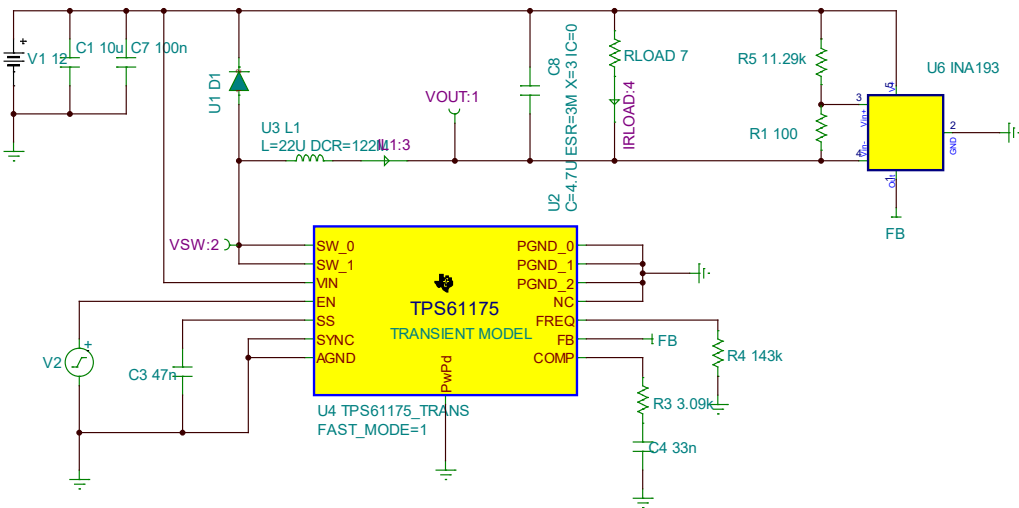 +
V1 12
C1 10u
C7 100n
U1 D1
U3 L1
L=22U DCR=122M
IL1:3
VOUT:1
C8
U2
C=4.7U ESR=3M X=3 IC=0
RLOAD 7
IRLOAD:4
R5 11.29k
R1 100
U6 INA193
3
Vin+
4
Vin-
5
V+
2
GND
1
Out
FB
VSW:2
SW_0
SW_1
VIN
EN
SS
SYNC
AGND
PGND_0
PGND_1
PGND_2
NC
FREQ
FB
COMP
TPS61175
TRANSIENT MODEL
PwPd
U4 TPS61175_TRANS
FAST_MODE=1
V2
+
C3 47n
FB
R4 143k
R3 3.09k
C4 33n